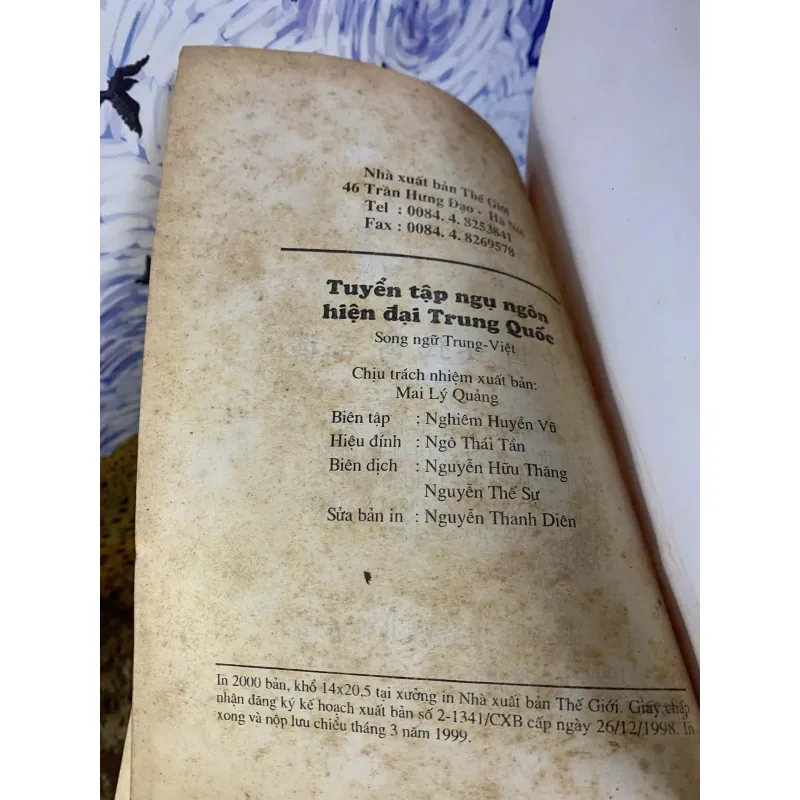 Nhà xuất bản Thế Giới
46 Trần Hưng Đạo - Hà Nội
Tel : 0084. 4. 8253841
Fax : 0084. 4. 8269578
Tuyển tập ngụ ngôn
hiện đại Trung Quốc
Song ngữ Trung-Việt
Chịu trách nhiệm xuất bản:
Mai Lý Quảng
Biên tập : Nghiêm Huyền Vũ
Hiệu đính : Ngô Thái Tần
Biên dịch : Nguyễn Hữu Thăng
Nguyễn Thế Sự
Sửa bản in : Nguyễn Thanh Diên
In 2000 bản, khổ 14x20,5 tại xưởng in Nhà xuất bản Thế Giới. Giấy chấp
nhận đăng ký kế hoạch xuất bản số 2-1341/CXB cấp ngày 26/12/1998. In
xong và nộp lưu chiểu tháng 3 năm 1999.